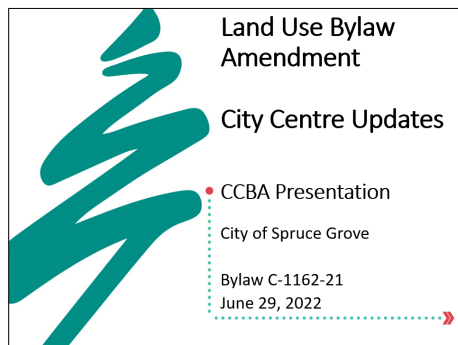 Land Use Bylaw
Amendment
City Centre Updates
CCBA Presentation
City of Spruce Grove
Bylaw C-1162-21
June 29, 2022